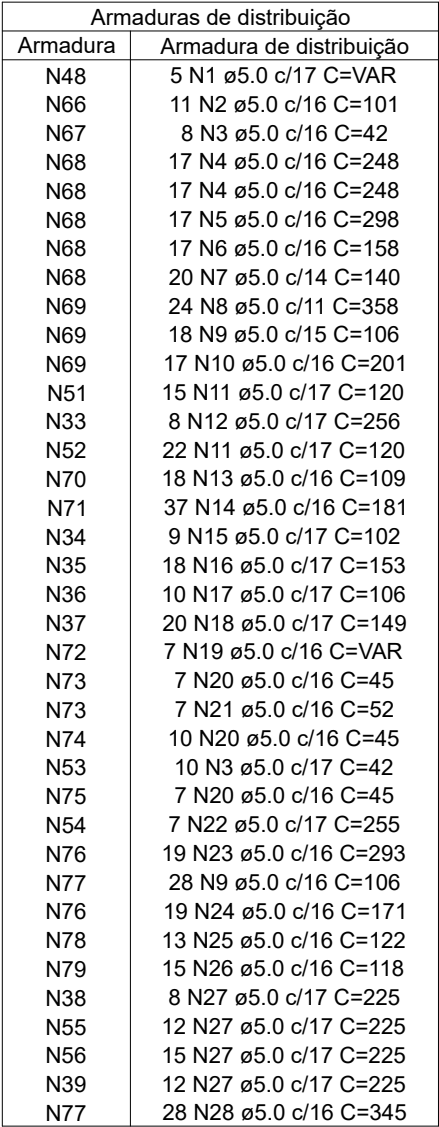 Armaduras de distribuição
Armadura Armadura de distribuição
N48 5 N1 ø5.0 c/17 C=VAR
N66 11 N2 ø5.0 c/16 C=101
N67 8 N3 ø5.0 c/16 C=42
N68 17 N4 ø5.0 c/16 C=248
N68 17 N4 ø5.0 c/16 C=248
N68 17 N5 ø5.0 c/16 C=298
N68 17 N6 ø5.0 c/16 C=158
N68 20 N7 ø5.0 c/14 C=140
N69 24 N8 ø5.0 c/11 C=358
N69 18 N9 ø5.0 c/15 C=106
N69 17 N10 ø5.0 c/16 C=201
N51 15 N11 ø5.0 c/17 C=120
N33 8 N12 ø5.0 c/17 C=256
N52 22 N11 ø5.0 c/17 C=120
N70 18 N13 ø5.0 c/16 C=109
N71 37 N14 ø5.0 c/16 C=181
N34 9 N15 ø5.0 c/17 C=102
N35 18 N16 ø5.0 c/17 C=153
N36 10 N17 ø5.0 c/17 C=106
N37 20 N18 ø5.0 c/17 C=149
N72 7 N19 ø5.0 c/16 C=VAR
N73 7 N20 ø5.0 c/16 C=45
N73 7 N21 ø5.0 c/16 C=52
N74 10 N20 ø5.0 c/16 C=45
N53 10 N3 ø5.0 c/17 C=42
N75 7 N20 ø5.0 c/16 C=45
N54 7 N22 ø5.0 c/17 C=255
N76 19 N23 ø5.0 c/16 C=293
N77 28 N9 ø5.0 c/16 C=106
N76 19 N24 ø5.0 c/16 C=171
N78 13 N25 ø5.0 c/16 C=122
N79 15 N26 ø5.0 c/16 C=118
N38 8 N27 ø5.0 c/17 C=225
N55 12 N27 ø5.0 c/17 C=225
N56 15 N27 ø5.0 c/17 C=225
N39 12 N27 ø5.0 c/17 C=225
N77 28 N28 ø5.0 c/16 C=345